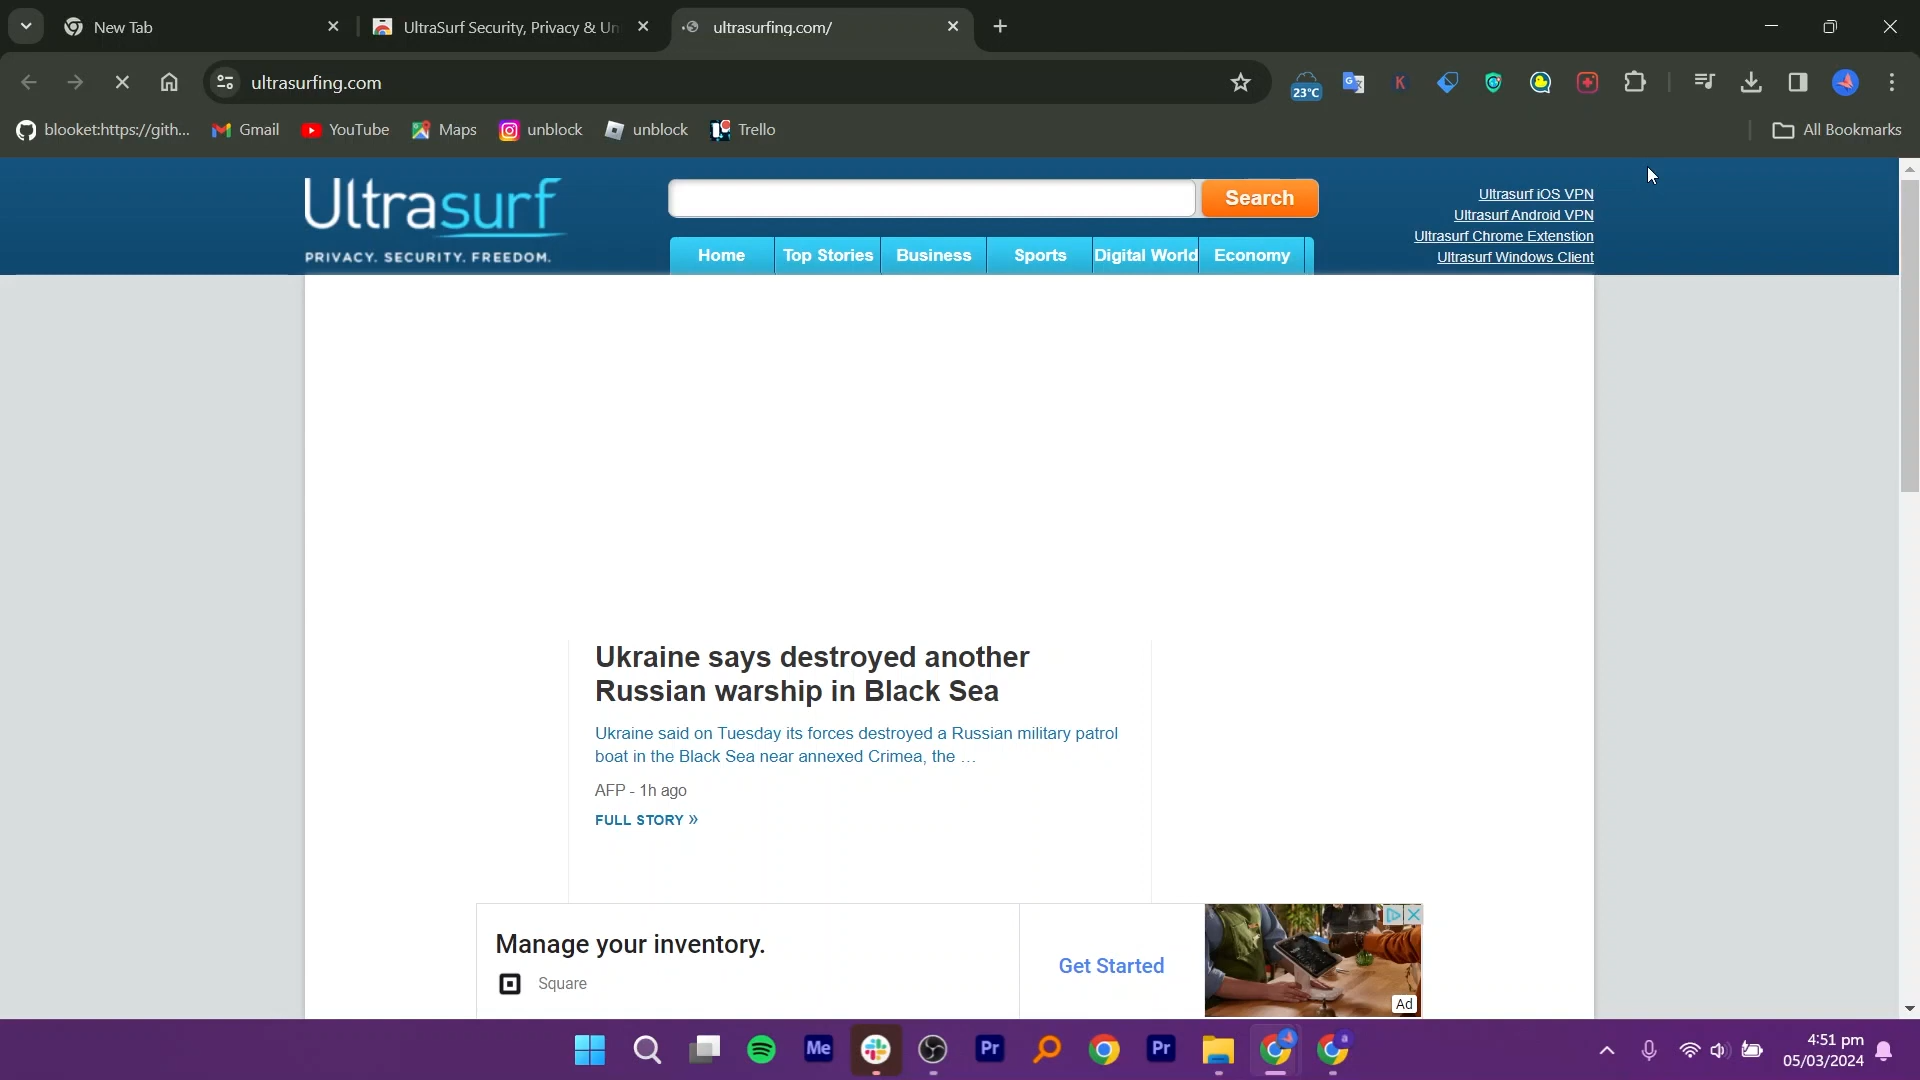 New Tab
UltraSurf Security, Privacy & Un
ultrasurfing.com/
ultrasurfing.com
23°C
K
blooket:https://gith...
Gmail
YouTube
Maps
unblock
unblock
Trello
All Bookmarks
Ultrasurf
PRIVACY. SECURITY. FREEDOM.
Search
Home
Top Stories
Business
Sports
Digital World
Economy
Ultrasurf iOS VPN
Ultrasurf Android VPN
Ultrasurf Chrome Extenstion
Ultrasurf Windows Client
Ukraine says destroyed another
Russian warship in Black Sea
Ukraine said on Tuesday its forces destroyed a Russian military patrol
boat in the Black Sea near annexed Crimea, the ...
AFP - 1h ago
FULL STORY »
Manage your inventory.
Square
Get Started
Ad
Me
Pr
Pr
a
4:51 pm
05/03/2024